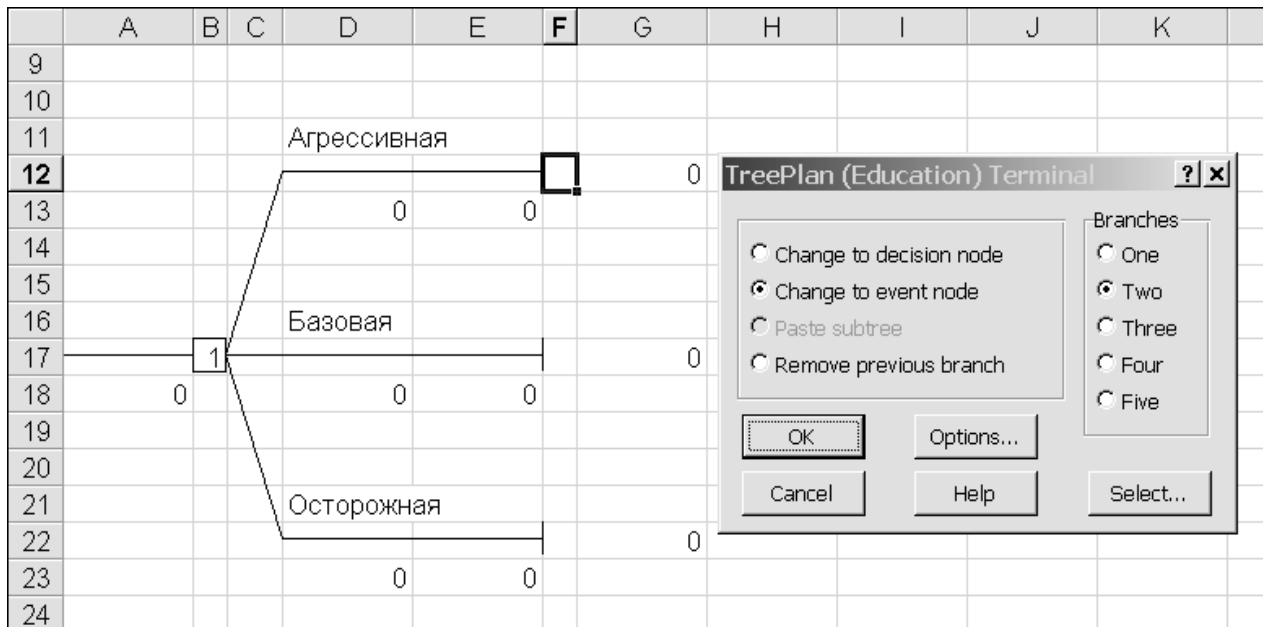 A B C D E F G H I J K
9
10
11 Агрессивная
12 0 TreePlan (Education) Terminal ? x
13 0 0 Branches
14 Change to decision node One
15 Change to event node Two
16 Базовая Paste subtree Three
17 1 0 Remove previous branch Four
18 0 0 0 Five
19 OK Options...
20
21 Осторожная Cancel Help Select...
22 0
23 0 0
24